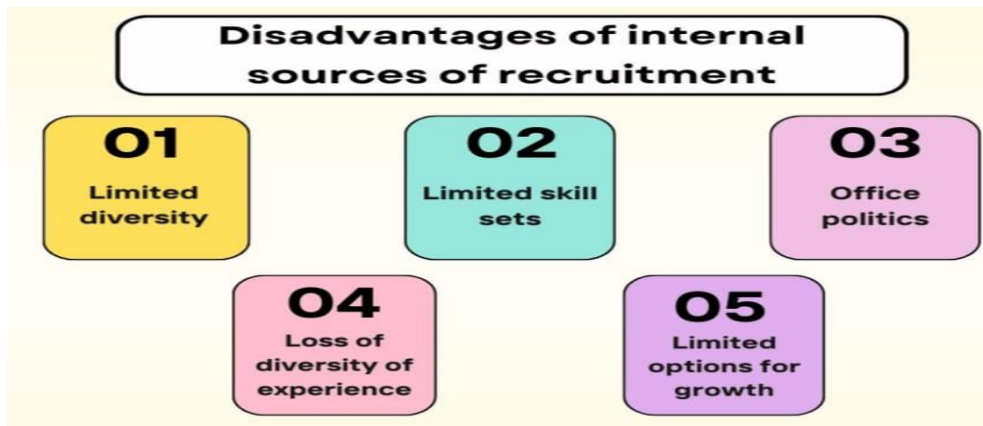 Disadvantages of internal
sources of recruitment
01
Limited
diversity
02
Limited skill
sets
03
Office
politics
04
Loss of
diversity of
experience
05
Limited
options for
growth